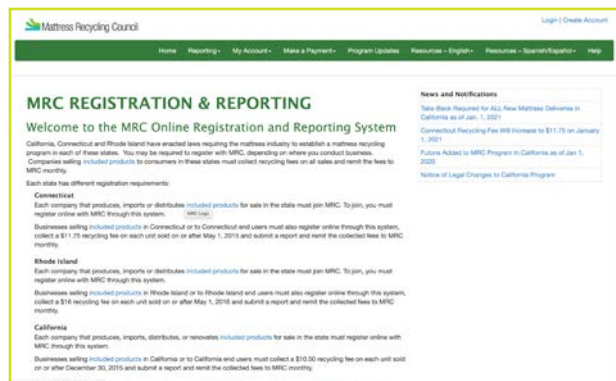 Mattress Recycling Council
Login | Create Account
Home Reporting My Account Make a Payment Program Updates Resources – English Resources – Spanish/Español Help
MRC REGISTRATION & REPORTING
Welcome to the MRC Online Registration and Reporting System
California, Connecticut and Rhode Island have enacted laws requiring the mattress industry to establish a mattress recycling
program in each of these states. You may be required to register with MRC, depending on where you conduct business.
Companies selling included products to consumers in these states must collect recycling fees on all sales and remit the fees to
MRC monthly.
Each state has different registration requirements:
Connecticut
Each company that produces, imports or distributes included products for sale in the state must join MRC. To join, you must
register online with MRC through this system.
MRC Logo
Businesses selling included products in Connecticut or to Connecticut end users must also register online through this system,
collect a $11.75 recycling fee on each unit sold on or after May 1, 2015 and submit a report and remit the collected fees to MRC
monthly.
Rhode Island
Each company that produces, imports or distributes included products for sale in the state must join MRC. To join, you must
register online with MRC through this system.
Businesses selling included products in Rhode Island or to Rhode Island end users must also register online through this system,
collect a $16 recycling fee on each unit sold on or after May 1, 2016 and submit a report and remit the collected fees to MRC
monthly.
California
Each company that produces, imports, distributes, or renovates included products for sale in the state must register online with
MRC through this system.
Businesses selling included products in California or to California end users must collect a $10.50 recycling fee on each unit sold
on or after December 30, 2015 and submit a report and remit the collected fees to MRC monthly.
News and Notifications
Take-Back Required for ALL New Mattress Deliveries in
California as of Jan. 1, 2021
Connecticut Recycling Fee Will Increase to $11.75 on January
1, 2021
Futons Added to MRC Program in California as of Jan 1,
2020
Notice of Legal Changes to California Program